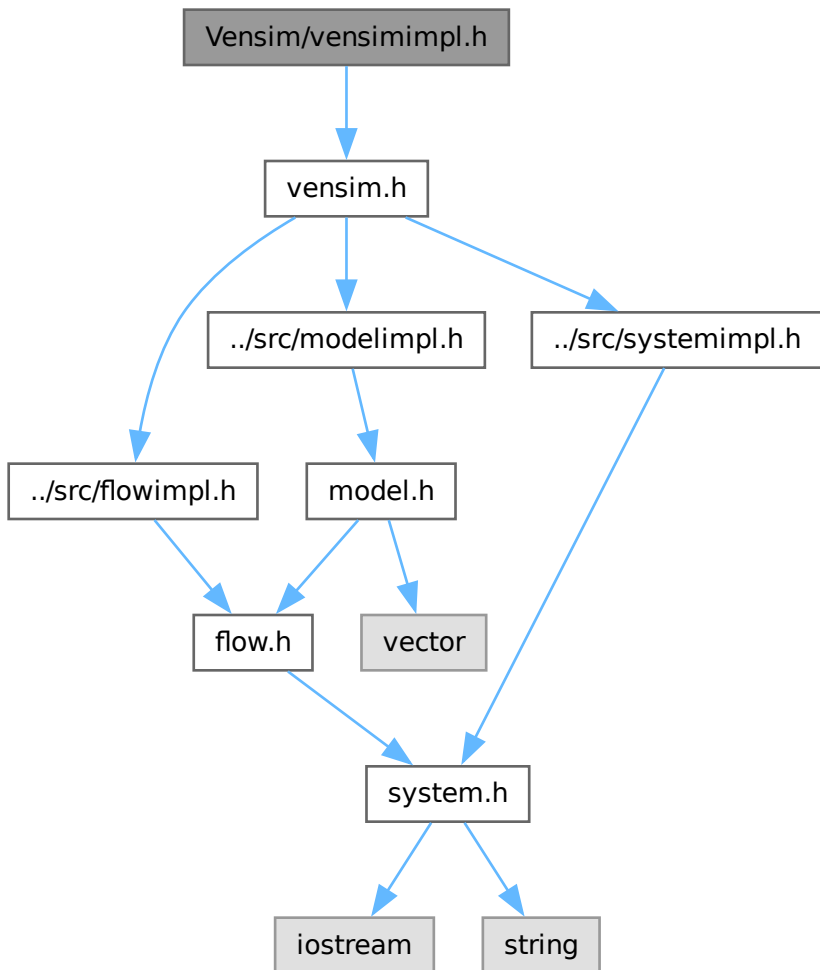 Vensim/vensimimpl.h
vensim.h
../src/modelimpl.h
../src/systemimpl.h
../src/flowimpl.h
model.h
flow.h
vector
system.h
iostream
string